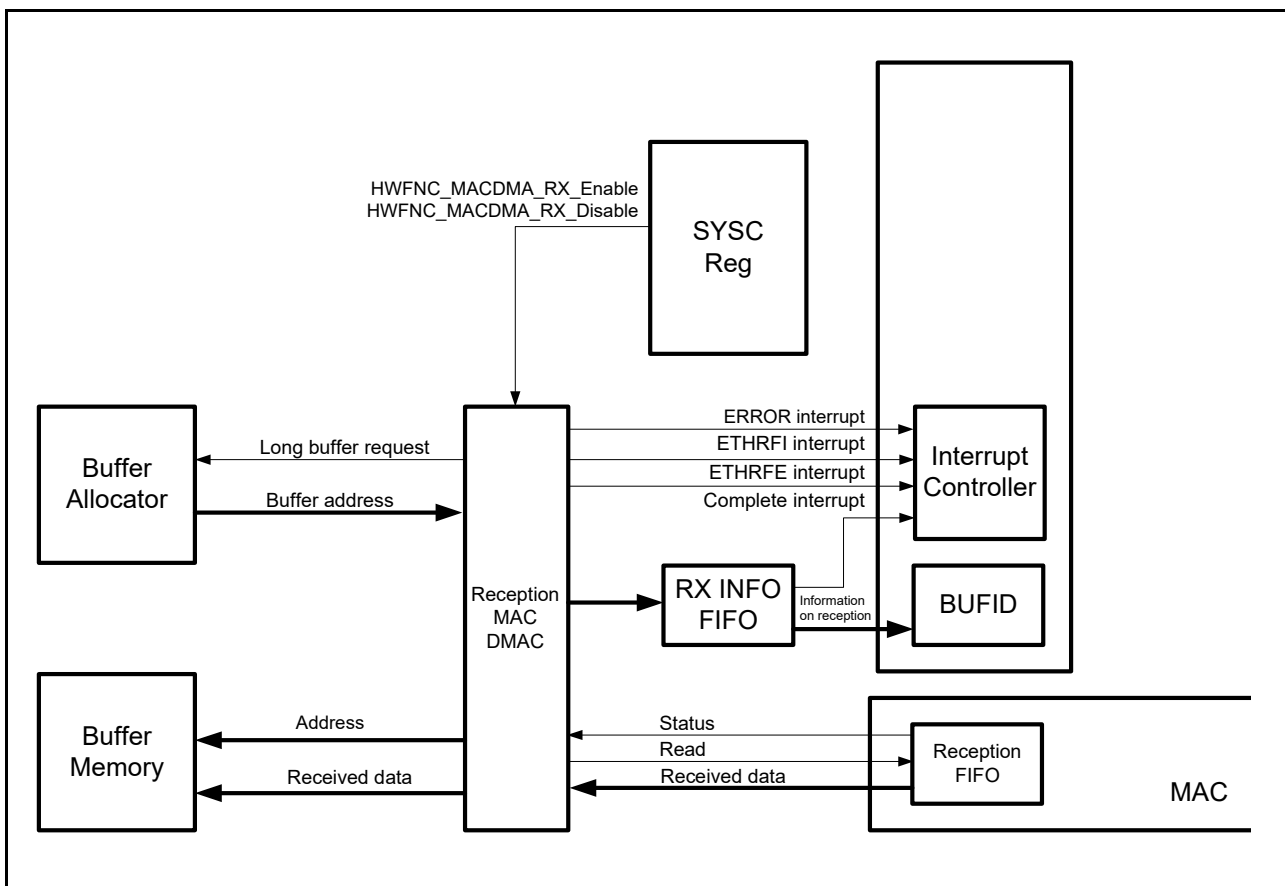 HWFNC_MACDMA_RX_Enable
HWFNC_MACDMA_RX_Disable
SYSC
Reg
Buffer
Allocator
Long buffer request
Buffer address
Reception
MAC
DMAC
ERROR interrupt
ETHRFI interrupt
ETHRFE interrupt
Complete interrupt
Interrupt
Controller
RX INFO
FIFO
Information
on reception
BUFID
Buffer
Memory
Address
Received data
Status
Read
Received data
Reception
FIFO
MAC